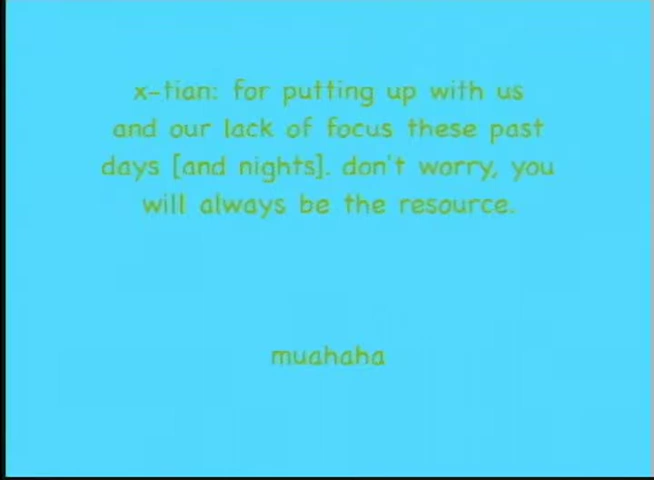 x-tian: for putting up with us
and our lack of focus these past
days [and nights]. don't worry, you
will always be the resource.
muahaha